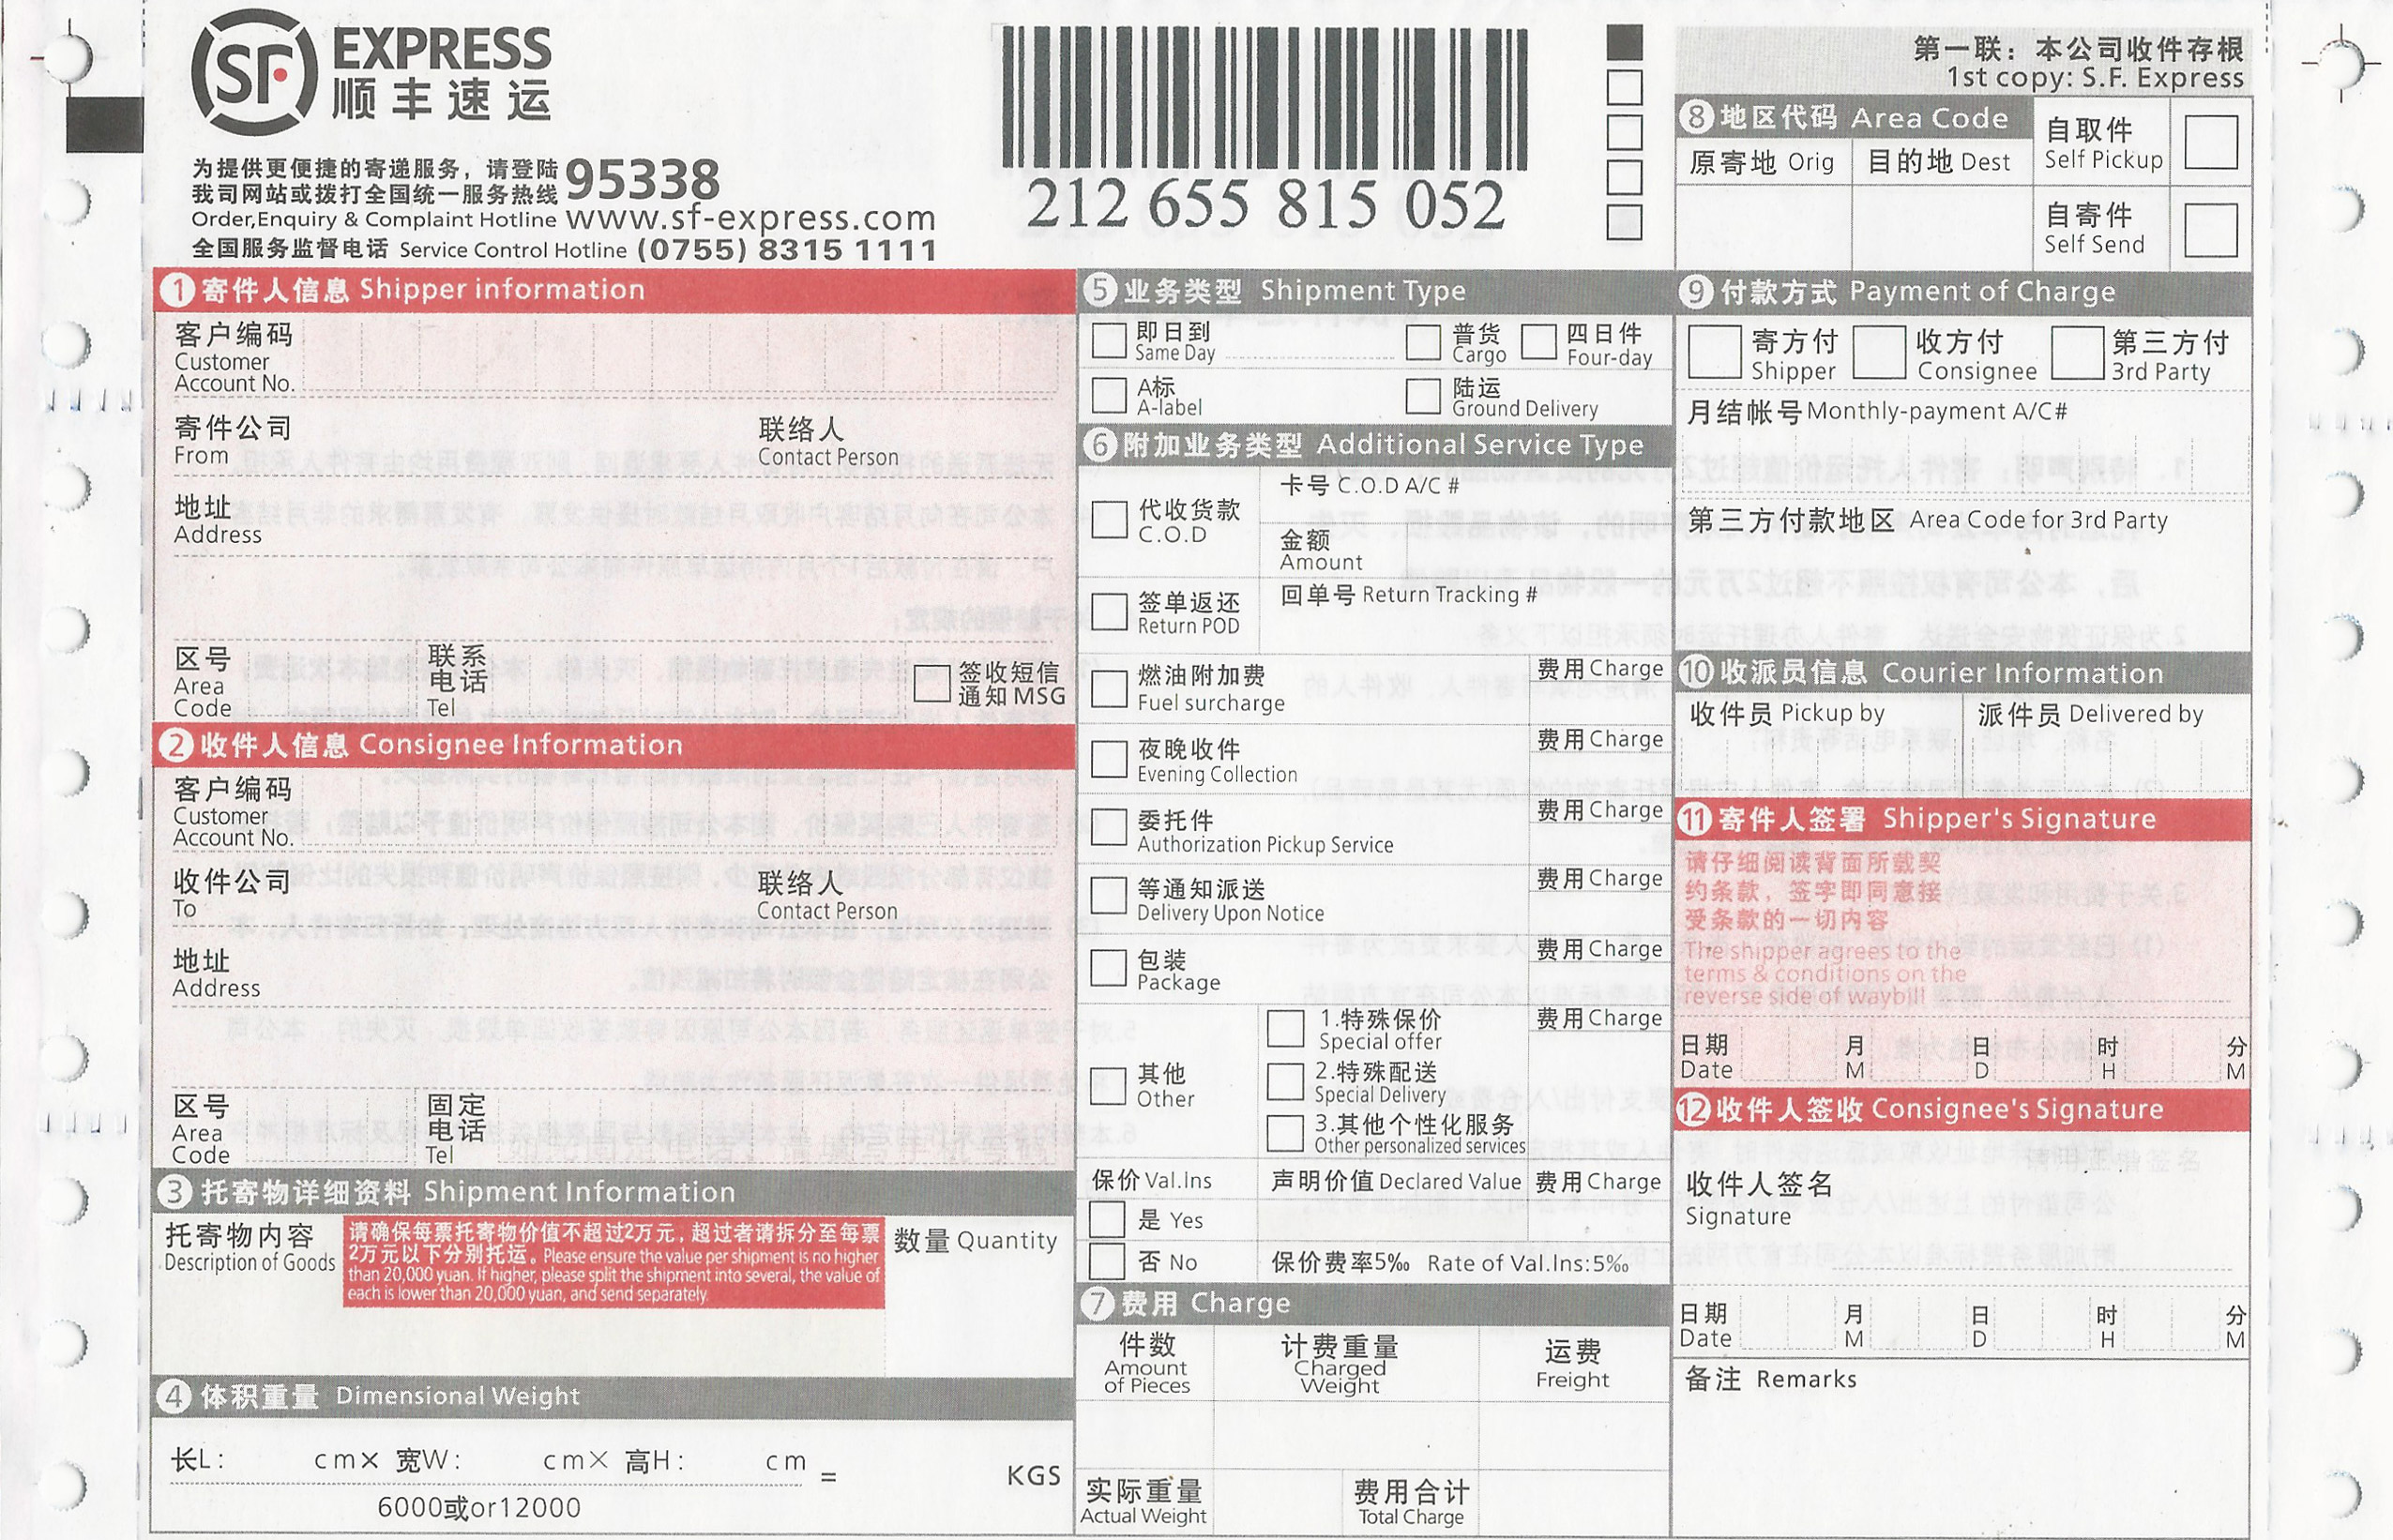 SF EXPRESS
顺丰速运
为提供更便捷的寄递服务，请登陆
我司网站或拨打全国统一服务热线 95338
Order,Enquiry & Complaint Hotline www.sf-express.com
全国服务监督电话 Service Control Hotline (0755) 8315 1111
212 655 815 052
第一联：本公司收件存根
1st copy: S.F. Express
8 地区代码 Area Code
原寄地 Orig 目的地 Dest
自取件
Self Pickup
自寄件
Self Send
1 寄件人信息 Shipper information
客户编码
Customer
Account No.
寄件公司
From
联络人
Contact Person
地址
Address
区号
Area
Code
联系
电话
Tel
签收短信
通知 MSG
2 收件人信息 Consignee Information
客户编码
Customer
Account No.
收件公司
To
联络人
Contact Person
地址
Address
区号
Area
Code
固定
电话
Tel
3 托寄物详细资料 Shipment Information
托寄物内容
Description of Goods
请确保每票托寄物价值不超过2万元，超过者请拆分至每票
2万元以下分别托运。Please ensure the value per shipment is no higher
than 20,000 yuan. If higher, please split the shipment into several, the value of
each is lower than 20,000 yuan, and send separately.
数量 Quantity
4 体积重量 Dimensional Weight
长L: cm× 宽W: cm× 高H: cm = KGS
6000或or12000
5 业务类型 Shipment Type
即日到
Same Day
普货
Cargo
四日件
Four-day
A标
A-label
陆运
Ground Delivery
6 附加业务类型 Additional Service Type
代收货款
C.O.D
卡号 C.O.D A/C #
金额
Amount
签单返还
Return POD
回单号 Return Tracking #
燃油附加费
Fuel surcharge
费用 Charge
夜晚收件
Evening Collection
费用 Charge
委托件
Authorization Pickup Service
费用 Charge
等通知派送
Delivery Upon Notice
费用 Charge
包装
Package
费用 Charge
其他
Other
1.特殊保价
Special offer
费用 Charge
2.特殊配送
Special Delivery
3.其他个性化服务
Other personalized services
保价 Val.Ins 声明价值 Declared Value 费用 Charge
是 Yes
否 No
保价费率5‰ Rate of Val.Ins:5‰
7 费用 Charge
件数
Amount
of Pieces
计费重量
Charged
Weight
运费
Freight
实际重量
Actual Weight
费用合计
Total Charge
9 付款方式 Payment of Charge
寄方付
Shipper
收方付
Consignee
第三方付
3rd Party
月结帐号 Monthly-payment A/C#
第三方付款地区 Area Code for 3rd Party
10 收派员信息 Courier Information
收件员 Pickup by 派件员 Delivered by
11 寄件人签署 Shipper's Signature
请仔细阅读背面所载契
约条款，签字即同意接
受条款的一切内容
The shipper agrees to the
terms & conditions on the
reverse side of waybill
日期 月 日 时 分
Date M D H M
12 收件人签收 Consignee's Signature
收件人签名
Signature
日期 月 日 时 分
Date M D H M
备注 Remarks